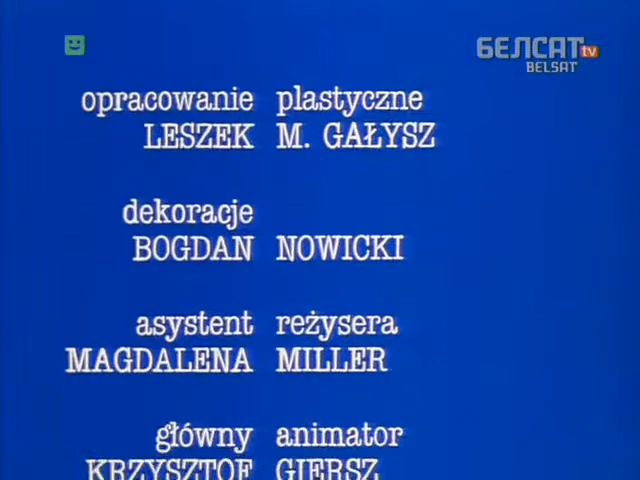 БЕЛСАТ tv
BELSAT
opracowanie plastyczne
LESZEK M. GAŁYSZ
dekoracje
BOGDAN NOWICKI
asystent reżysera
MAGDALENA MILLER
główny animator
KRZYSZTOF GIERSZ